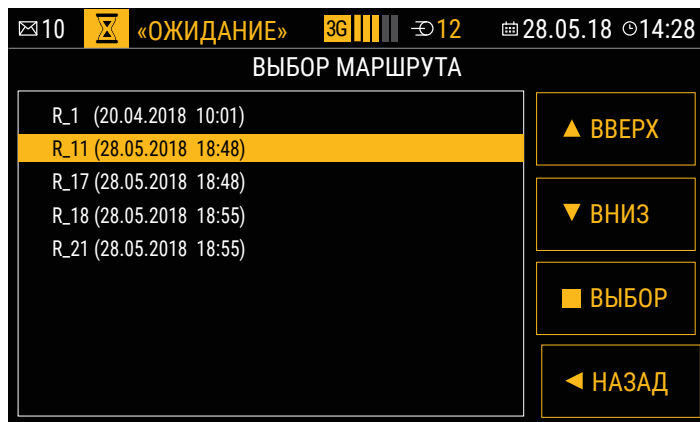 10 «ОЖИДАНИЕ» 3G 12 28.05.18 14:28
ВЫБОР МАРШРУТА
R_1 (20.04.2018 10:01)
R_11 (28.05.2018 18:48)
R_17 (28.05.2018 18:48)
R_18 (28.05.2018 18:55)
R_21 (28.05.2018 18:55)
ВВЕРХ
ВНИЗ
ВЫБОР
НАЗАД